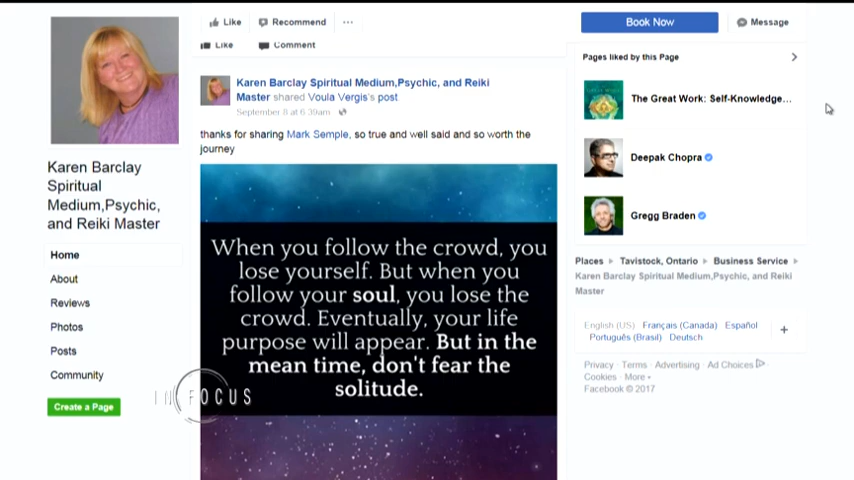 Karen Barclay
Spiritual
Medium,Psychic,
and Reiki Master
Home
About
Reviews
Photos
Posts
Community
Create a Page
Like Recommend ...
Like Comment
Karen Barclay Spiritual Medium,Psychic, and Reiki
Master shared Voula Vergis's post
September 8 at 6:39am
thanks for sharing Mark Semple, so true and well said and so worth the
journey
When you follow the crowd, you
lose yourself. But when you
follow your soul, you lose the
crowd. Eventually, your life
purpose will appear. But in the
mean time, don't fear the
solitude.
IN FOCUS
Book Now Message
Pages liked by this Page
The Great Work: Self-Knowledge...
Deepak Chopra
Gregg Braden
Places Tavistock, Ontario Business Service
Karen Barclay Spiritual Medium,Psychic, and Reiki
Master
English (US) Français (Canada) Español
Português (Brasil) Deutsch
+
Privacy · Terms · Advertising · Ad Choices ·
Cookies · More
Facebook © 2017